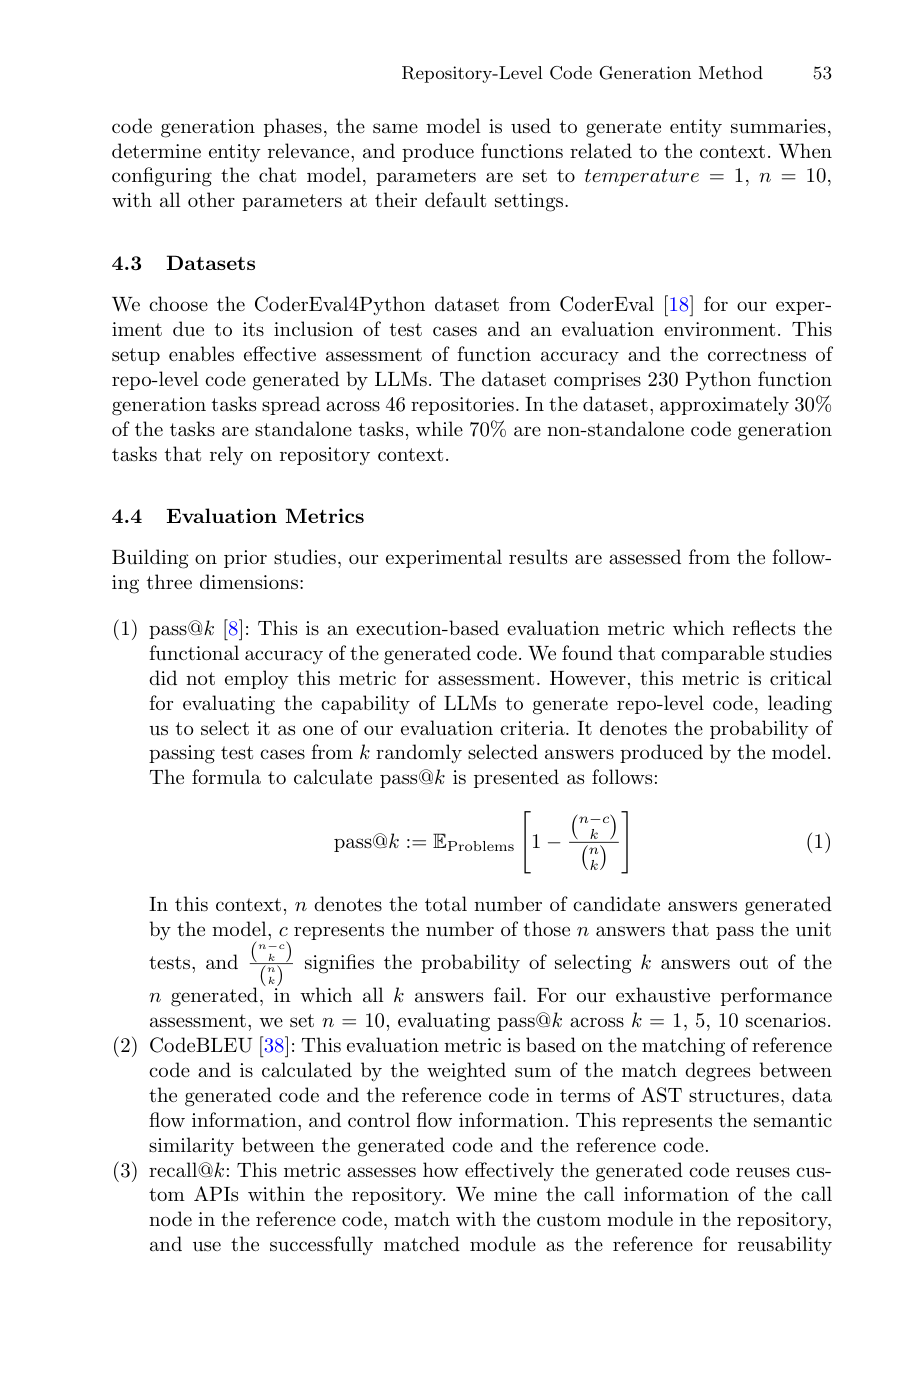 Repository-Level Code Generation Method 53
code generation phases, the same model is used to generate entity summaries,
determine entity relevance, and produce functions related to the context. When
configuring the chat model, parameters are set to temperature = 1, n = 10,
with all other parameters at their default settings.
4.3 Datasets
We choose the CoderEval4Python dataset from CoderEval [18] for our exper-
iment due to its inclusion of test cases and an evaluation environment. This
setup enables effective assessment of function accuracy and the correctness of
repo-level code generated by LLMs. The dataset comprises 230 Python function
generation tasks spread across 46 repositories. In the dataset, approximately 30%
of the tasks are standalone tasks, while 70% are non-standalone code generation
tasks that rely on repository context.
4.4 Evaluation Metrics
Building on prior studies, our experimental results are assessed from the follow-
ing three dimensions:
(1) pass@k [8]: This is an execution-based evaluation metric which reflects the
functional accuracy of the generated code. We found that comparable studies
did not employ this metric for assessment. However, this metric is critical
for evaluating the capability of LLMs to generate repo-level code, leading
us to select it as one of our evaluation criteria. It denotes the probability of
passing test cases from k randomly selected answers produced by the model.
The formula to calculate pass@k is presented as follows:
pass@k := 𝔼Problems [1 − (n−c k) / (n k)] (1)
In this context, n denotes the total number of candidate answers generated
by the model, c represents the number of those n answers that pass the unit
tests, and (n−c k) / (n k) signifies the probability of selecting k answers out of the
n generated, in which all k answers fail. For our exhaustive performance
assessment, we set n = 10, evaluating pass@k across k = 1, 5, 10 scenarios.
(2) CodeBLEU [38]: This evaluation metric is based on the matching of reference
code and is calculated by the weighted sum of the match degrees between
the generated code and the reference code in terms of AST structures, data
flow information, and control flow information. This represents the semantic
similarity between the generated code and the reference code.
(3) recall@k: This metric assesses how effectively the generated code reuses cus-
tom APIs within the repository. We mine the call information of the call
node in the reference code, match with the custom module in the repository,
and use the successfully matched module as the reference for reusability